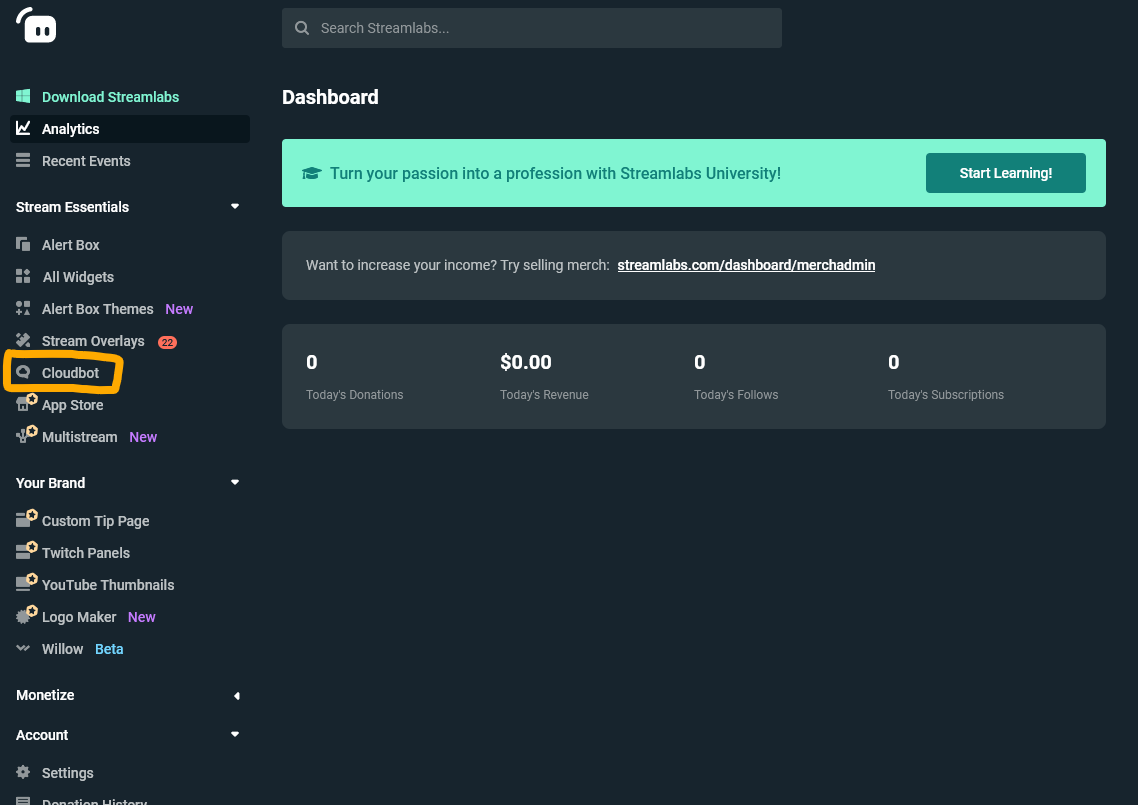 Search Streamlabs...
Download Streamlabs
Analytics
Recent Events
Stream Essentials
Alert Box
All Widgets
Alert Box Themes New
Stream Overlays 22
Cloudbot
App Store
Multistream New
Your Brand
Custom Tip Page
Twitch Panels
YouTube Thumbnails
Logo Maker New
Willow Beta
Monetize
Account
Settings
Donation History
Dashboard
Turn your passion into a profession with Streamlabs University!
Start Learning!
Want to increase your income? Try selling merch: streamlabs.com/dashboard/merchadmin
0 $0.00 0 0
Today's Donations Today's Revenue Today's Follows Today's Subscriptions